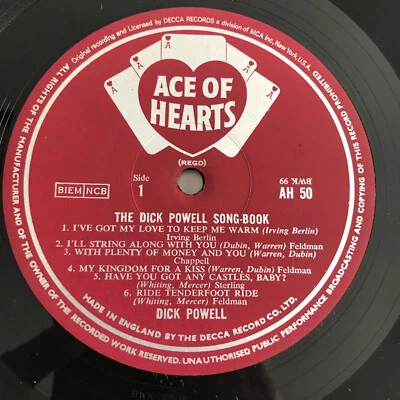 Original recording and Licensed by DECCA RECORDS a division of MCA Inc, New York, U.S.A.
ALL RIGHTS OF THE MANUFACTURER AND OF THE OWNER OF THE RECORDED WORK RESERVED. UNAUTHORISED PUBLIC PERFORMANCE BROADCASTING AND COPYING OF THIS RECORD PROHIBITED
A
A
A
A
ACE OF
HEARTS
(REGD)
BIEM NCB
Side
1
BWK 99
AH 50
THE DICK POWELL SONG-BOOK
1. I'VE GOT MY LOVE TO KEEP ME WARM (Irving Berlin)
Irving Berlin
2. I'LL STRING ALONG WITH YOU (Dubin, Warren) Feldman
3. WITH PLENTY OF MONEY AND YOU (Warren, Dubin)
Chappell
4. MY KINGDOM FOR A KISS (Warren, Dubin) Feldman
5. HAVE YOU GOT ANY CASTLES, BABY?
(Whiting, Mercer) Sterling
6. RIDE TENDERFOOT RIDE
(Whiting, Mercer) Feldman
DICK POWELL
MADE IN ENGLAND BY THE DECCA RECORD CO. LTD.